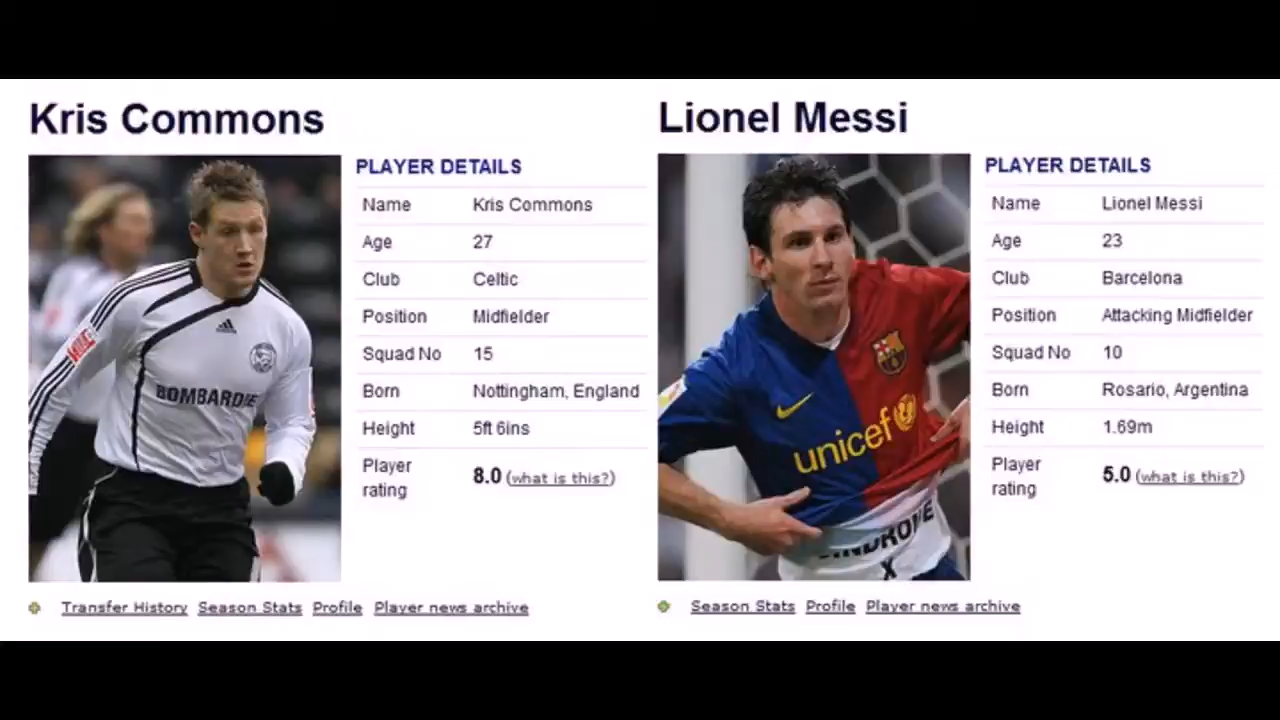 Kris Commons
BOMBARDIE
PLAYER DETAILS
Name Kris Commons
Age 27
Club Celtic
Position Midfielder
Squad No 15
Born Nottingham, England
Height 5ft 6ins
Player rating 8.0 (what is this?)
Transfer History Season Stats Profile Player news archive
Lionel Messi
unicef
X
PLAYER DETAILS
Name Lionel Messi
Age 23
Club Barcelona
Position Attacking Midfielder
Squad No 10
Born Rosario, Argentina
Height 1.69m
Player rating 5.0 (what is this?)
Season Stats Profile Player news archive